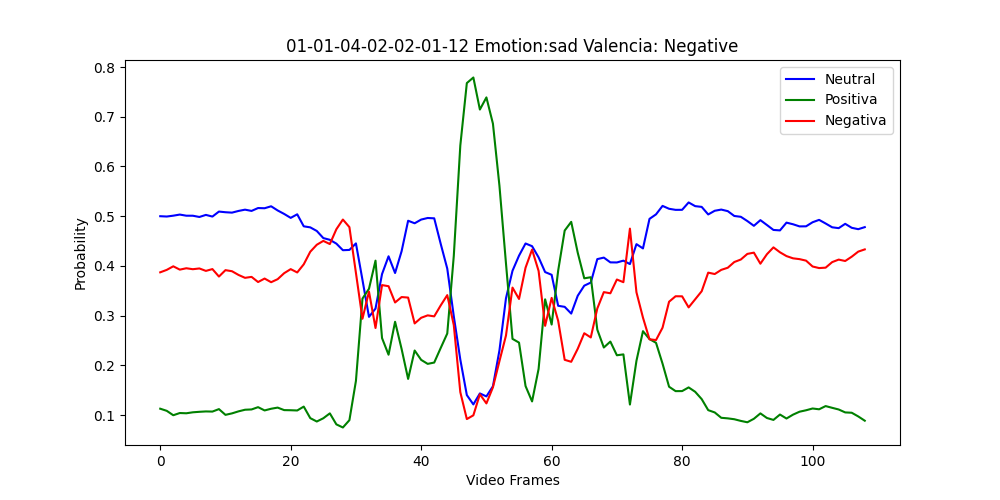 01-01-04-02-02-01-12 Emotion:sad Valencia: Negative
Neutral
Positiva
Negativa
Probability
0.8
0.7
0.6
0.5
0.4
0.3
0.2
0.1
0 20 40 60 80 100
Video Frames